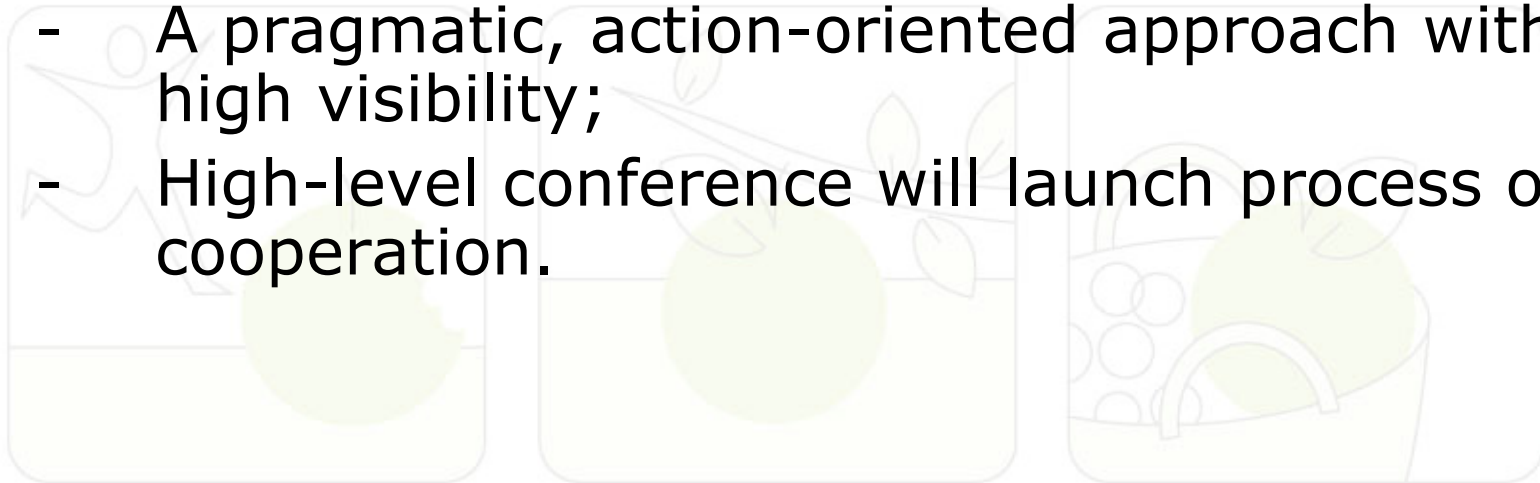 - A pragmatic, action-oriented approach with
high visibility;
- High-level conference will launch process
cooperation.